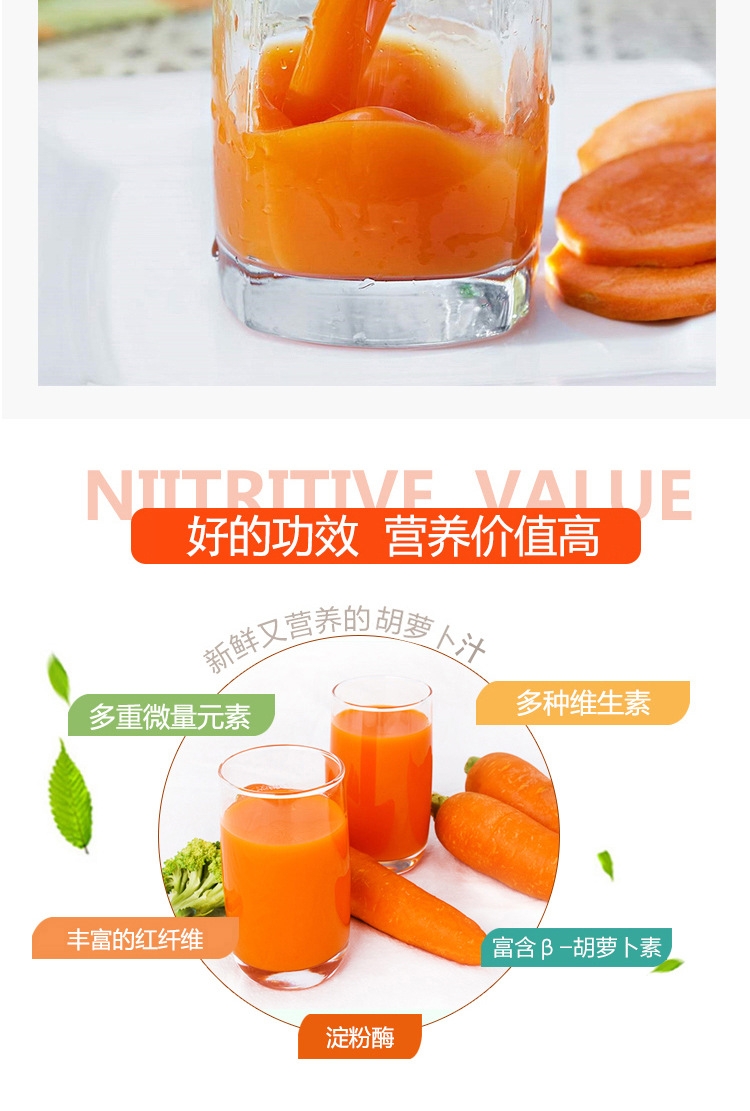 NIITRITIVE VALUE
好的功效 营养价值高
新鲜又营养的胡萝卜汁
多重微量元素
多种维生素
丰富的红纤维
富含β-胡萝卜素
淀粉酶